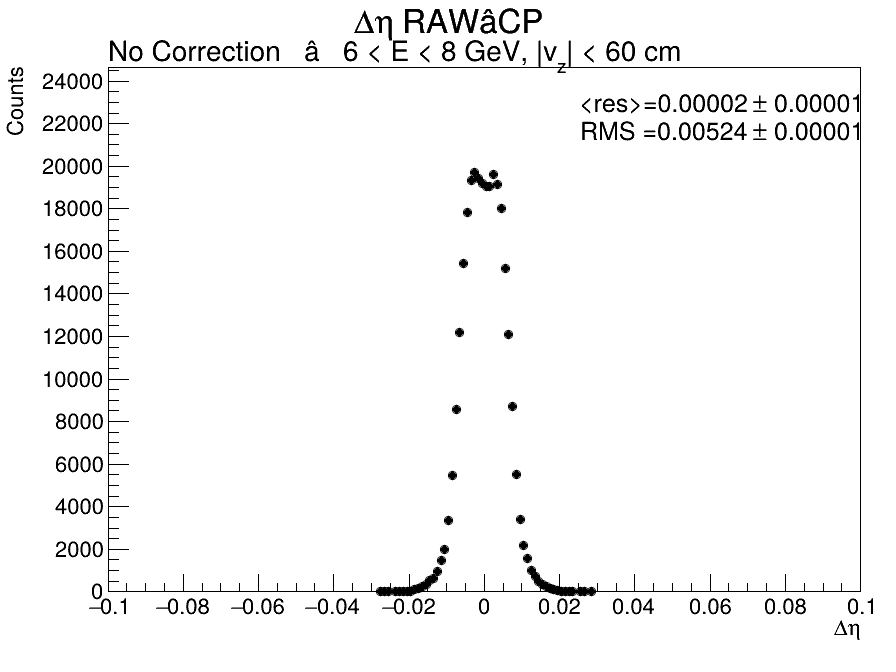 Δη RAWâCP
No Correction â 6 < E < 8 GeV, |v_z| < 60 cm
<res>=0.00002 ± 0.00001
RMS =0.00524 ± 0.00001
Counts
24000
22000
20000
18000
16000
14000
12000
10000
8000
6000
4000
2000
0
−0.1 −0.08 −0.06 −0.04 −0.02 0 0.02 0.04 0.06 0.08 0.1
Δη